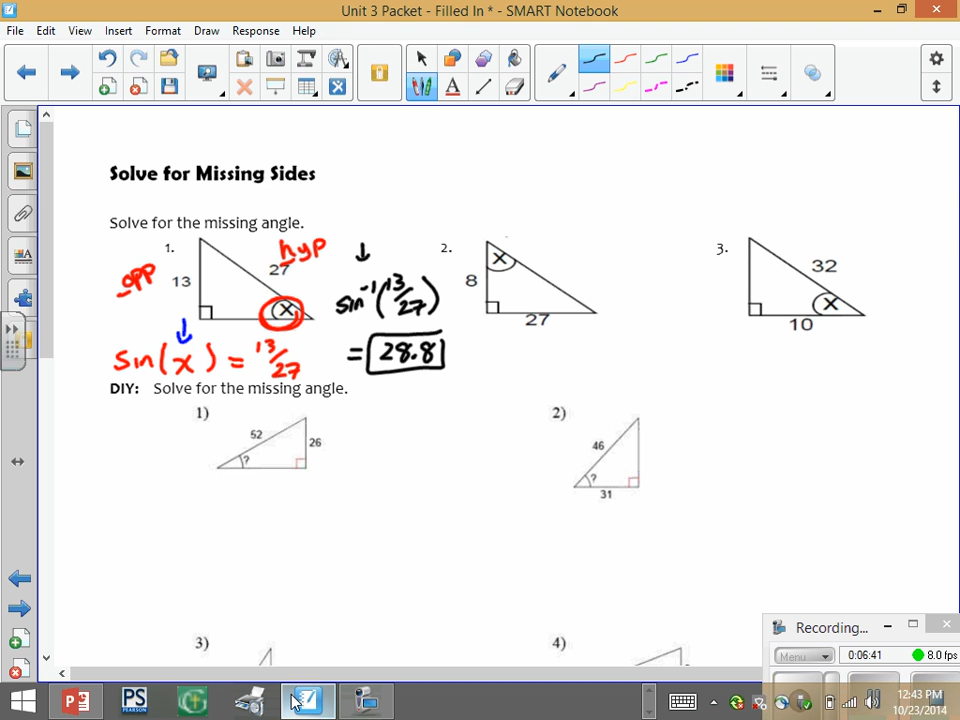 Unit 3 Packet - Filled In * - SMART Notebook
File Edit View Insert Format Draw Response Help
Solve for Missing Sides
Solve for the missing angle.
1. 2. 3.
opp 13 27 hyp x
sin(x) = 13/27
sin⁻¹(13/27)
= 28.8
8 x 27
32 x 10
DIY: Solve for the missing angle.
1) 2)
52 26 ?
46 ? 31
3) 4)
Recording...
Menu 0:06:41 8.0 fps
PS
PEARSON
12:43 PM
10/23/2014